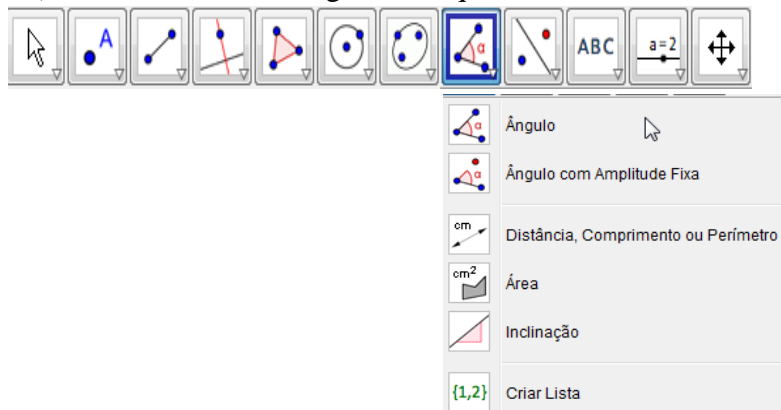 A
α
ABC
a=2
α
Ângulo
α
Ângulo com Amplitude Fixa
cm
Distância, Comprimento ou Perímetro
cm²
Área
Inclinação
{1,2}
Criar Lista